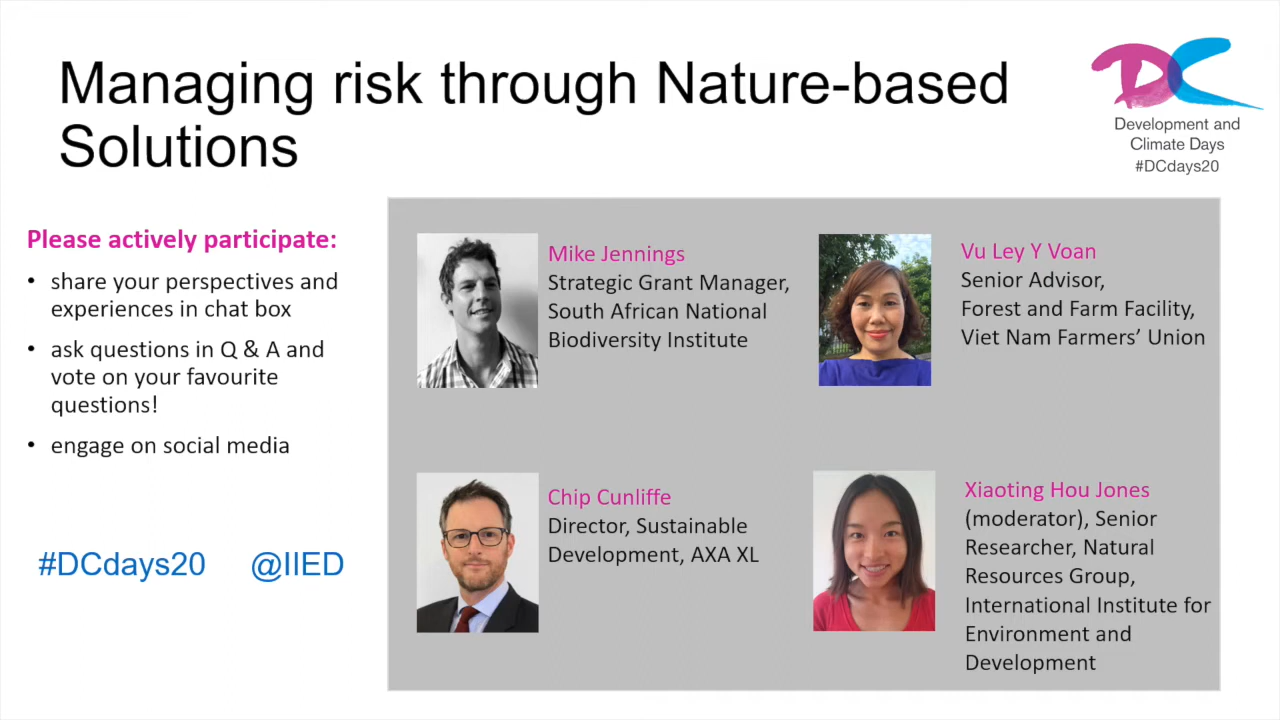 Managing risk through Nature-based
Solutions
Development and
Climate Days
#DCdays20
Please actively participate:
• share your perspectives and
experiences in chat box
• ask questions in Q & A and
vote on your favourite
questions!
• engage on social media
#DCdays20 @IIED
Mike Jennings
Strategic Grant Manager,
South African National
Biodiversity Institute
Vu Ley Y Voan
Senior Advisor,
Forest and Farm Facility,
Viet Nam Farmers’ Union
Chip Cunliffe
Director, Sustainable
Development, AXA XL
Xiaoting Hou Jones
(moderator), Senior
Researcher, Natural
Resources Group,
International Institute for
Environment and
Development